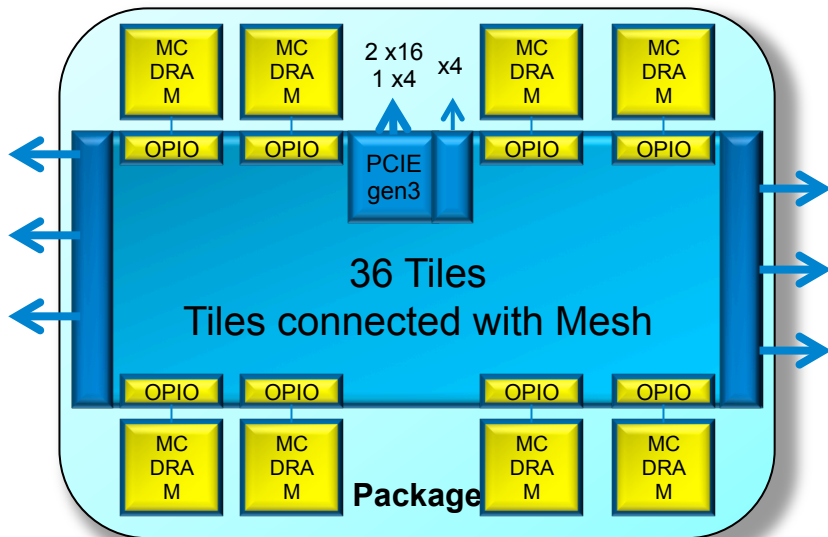 MC
DRA
M
MC
DRA
M
2 x16
1 x4
x4
MC
DRA
M
MC
DRA
M
OPIO
OPIO
PCIE
gen3
OPIO
OPIO
36 Tiles
Tiles connected with Mesh
OPIO
OPIO
OPIO
OPIO
MC
DRA
M
MC
DRA
M
Package
MC
DRA
M
MC
DRA
M